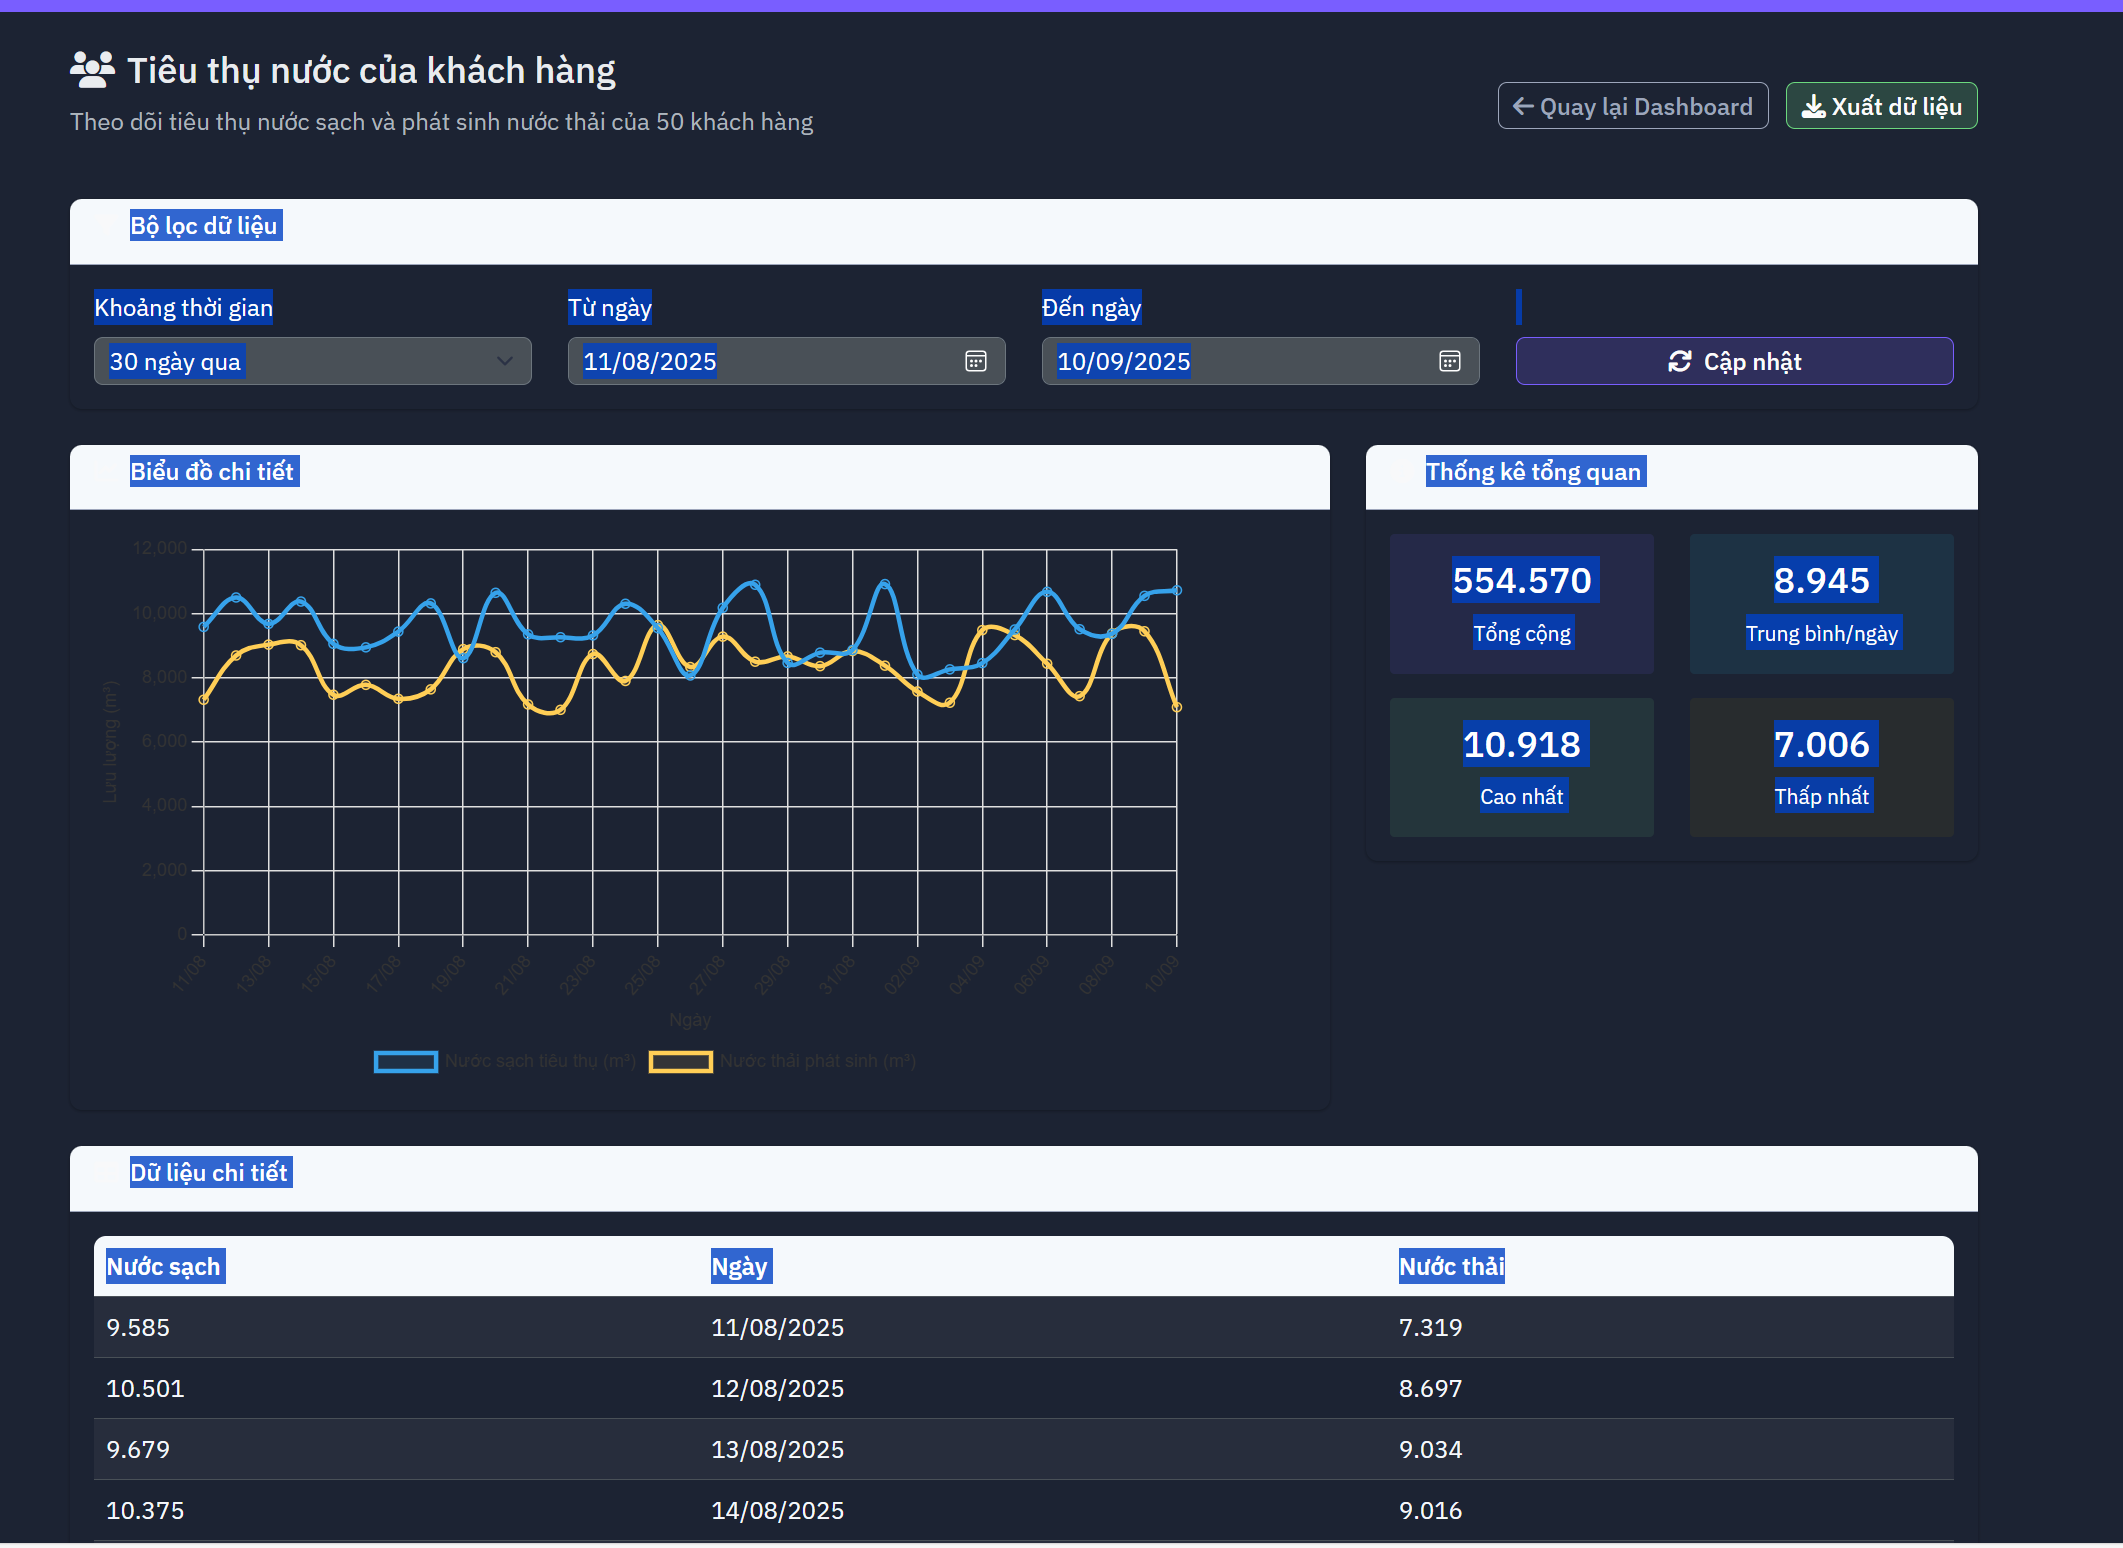 Tiêu thụ nước của khách hàng
Theo dõi tiêu thụ nước sạch và phát sinh nước thải của 50 khách hàng
Quay lại Dashboard
Xuất dữ liệu
Bộ lọc dữ liệu
Khoảng thời gian
Từ ngày
Đến ngày
30 ngày qua
11/08/2025
10/09/2025
Cập nhật
Biểu đồ chi tiết
12,000
10,000
8,000
6,000
4,000
2,000
0
Lưu lượng (m³)
11/08
13/08
15/08
17/08
19/08
21/08
23/08
25/08
27/08
29/08
31/08
02/09
04/09
06/09
08/09
10/09
Ngày
Nước sạch tiêu thụ (m³)
Nước thải phát sinh (m³)
Thống kê tổng quan
554.570
Tổng cộng
8.945
Trung bình/ngày
10.918
Cao nhất
7.006
Thấp nhất
Dữ liệu chi tiết
Nước sạch Ngày Nước thải
9.585 11/08/2025 7.319
10.501 12/08/2025 8.697
9.679 13/08/2025 9.034
10.375 14/08/2025 9.016